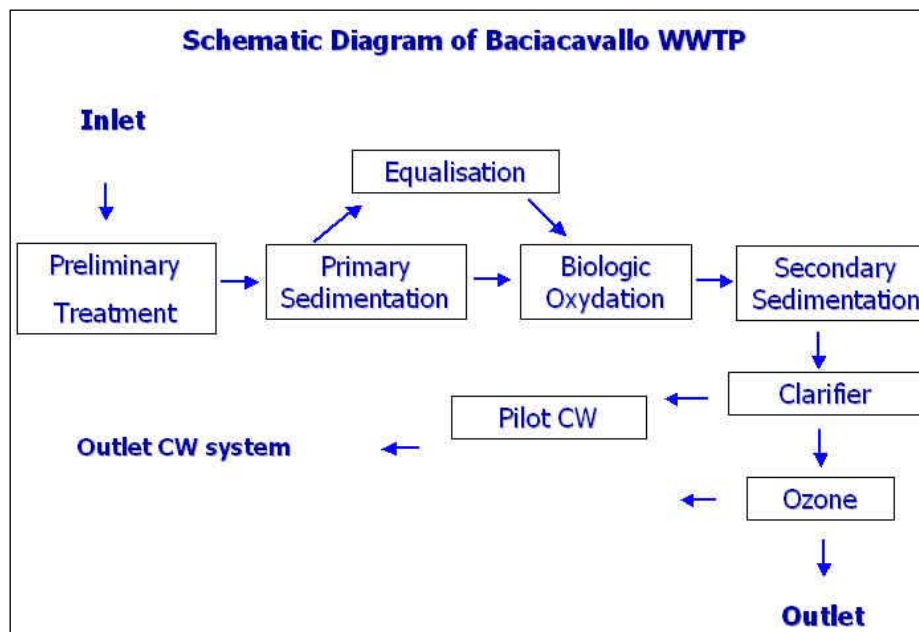 Schematic Diagram of Baciacavallo WWTP
Inlet
Equalisation
Preliminary
Treatment
Primary
Sedimentation
Biologic
Oxydation
Secondary
Sedimentation
Clarifier
Pilot CW
Outlet CW system
Ozone
Outlet